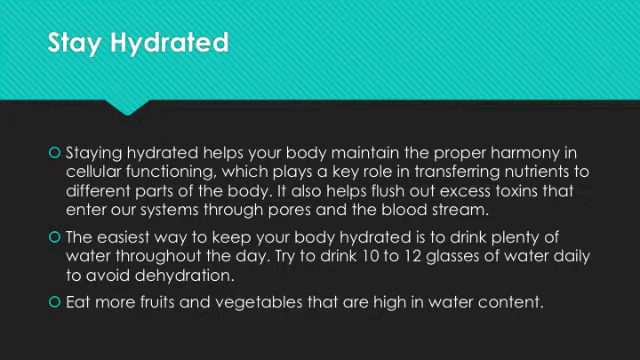 Stay Hydrated
Staying hydrated helps your body maintain the proper harmony in
cellular functioning, which plays a key role in transferring nutrients to
different parts of the body. It also helps flush out excess toxins that
enter our systems through pores and the blood stream.
The easiest way to keep your body hydrated is to drink plenty of
water throughout the day. Try to drink 10 to 12 glasses of water daily
to avoid dehydration.
Eat more fruits and vegetables that are high in water content.